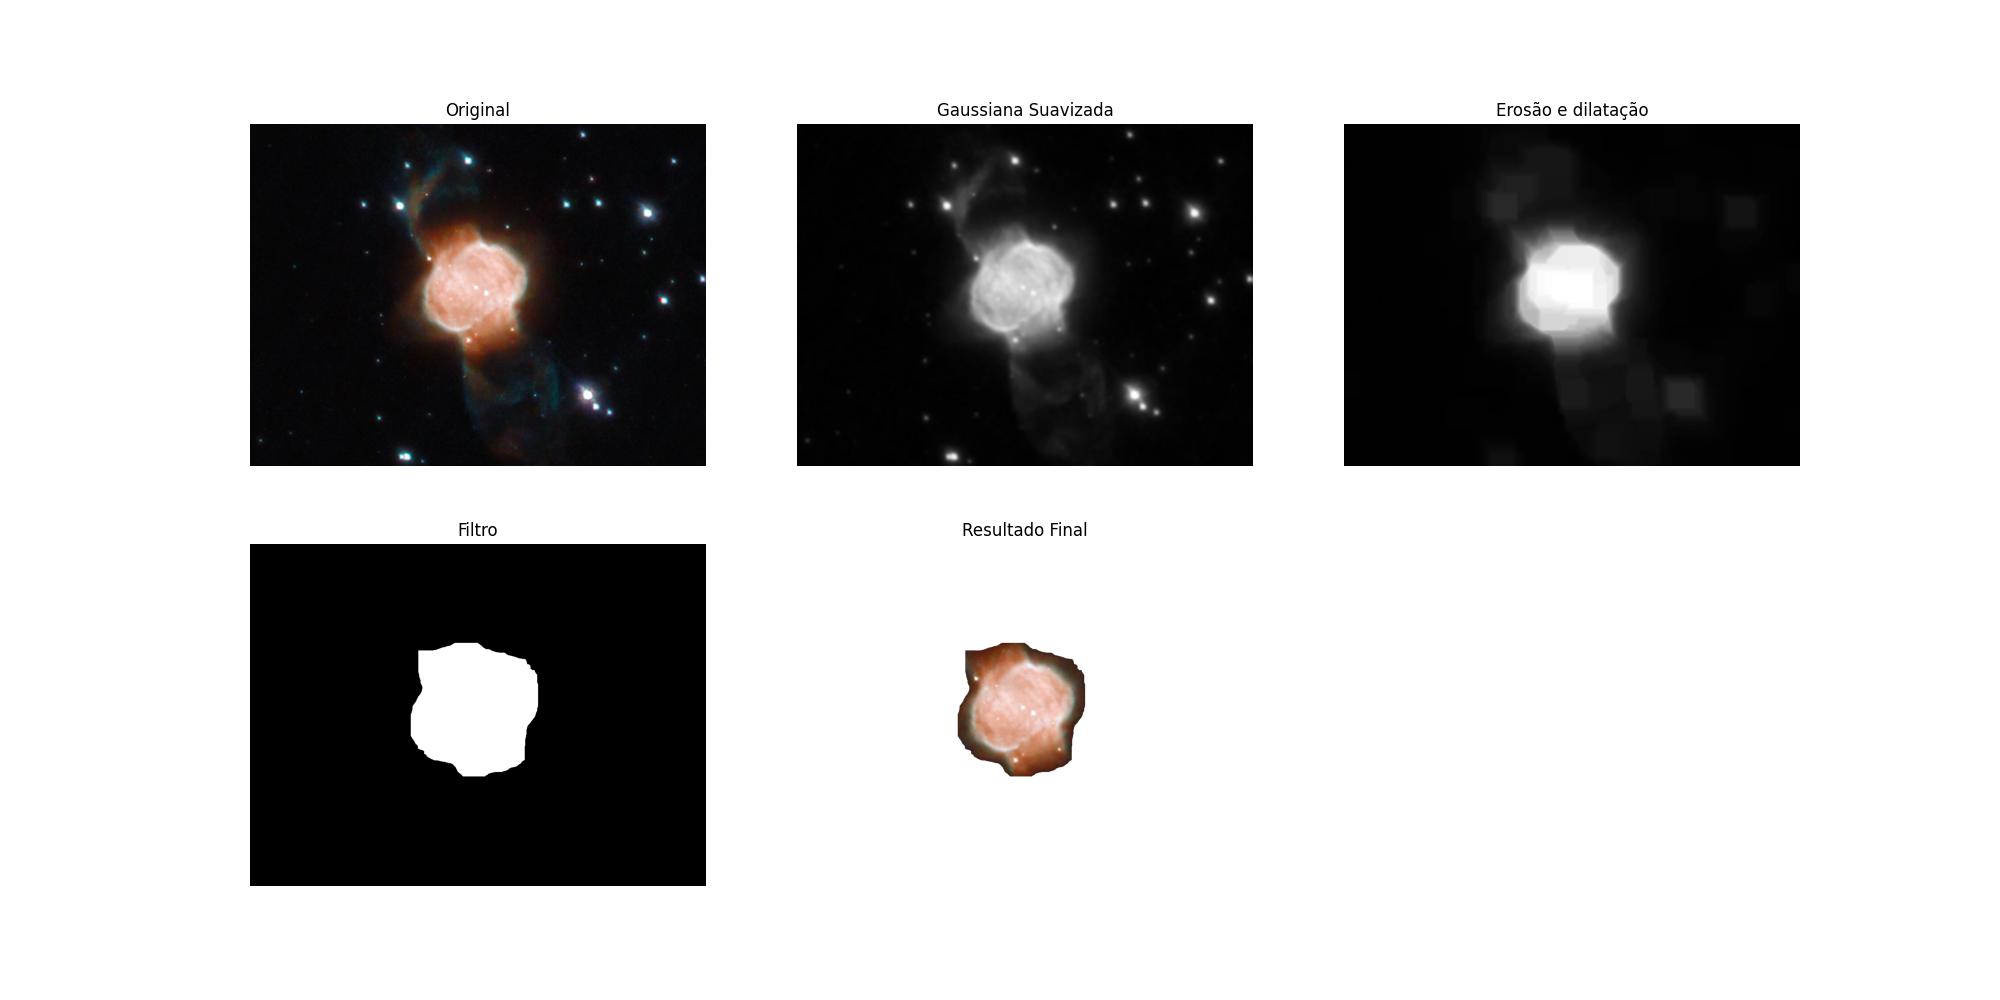 Original
Gaussiana Suavizada
Erosão e dilatação
Filtro
Resultado Final